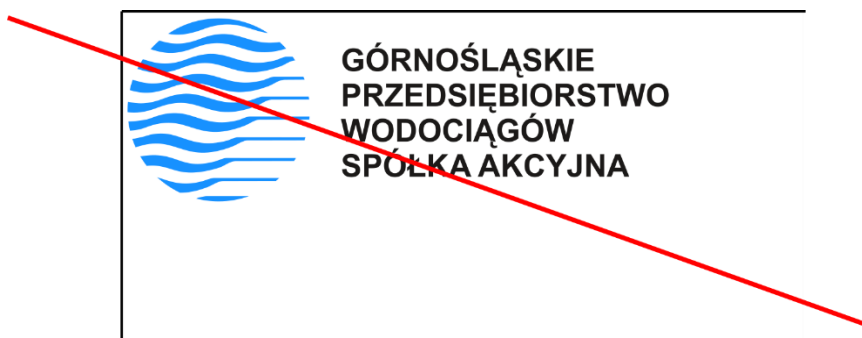 GÓRNOŚLĄSKIE
PRZEDSIĘBIORSTWO
WODOCIĄGÓW
SPÓŁKA AKCYJNA